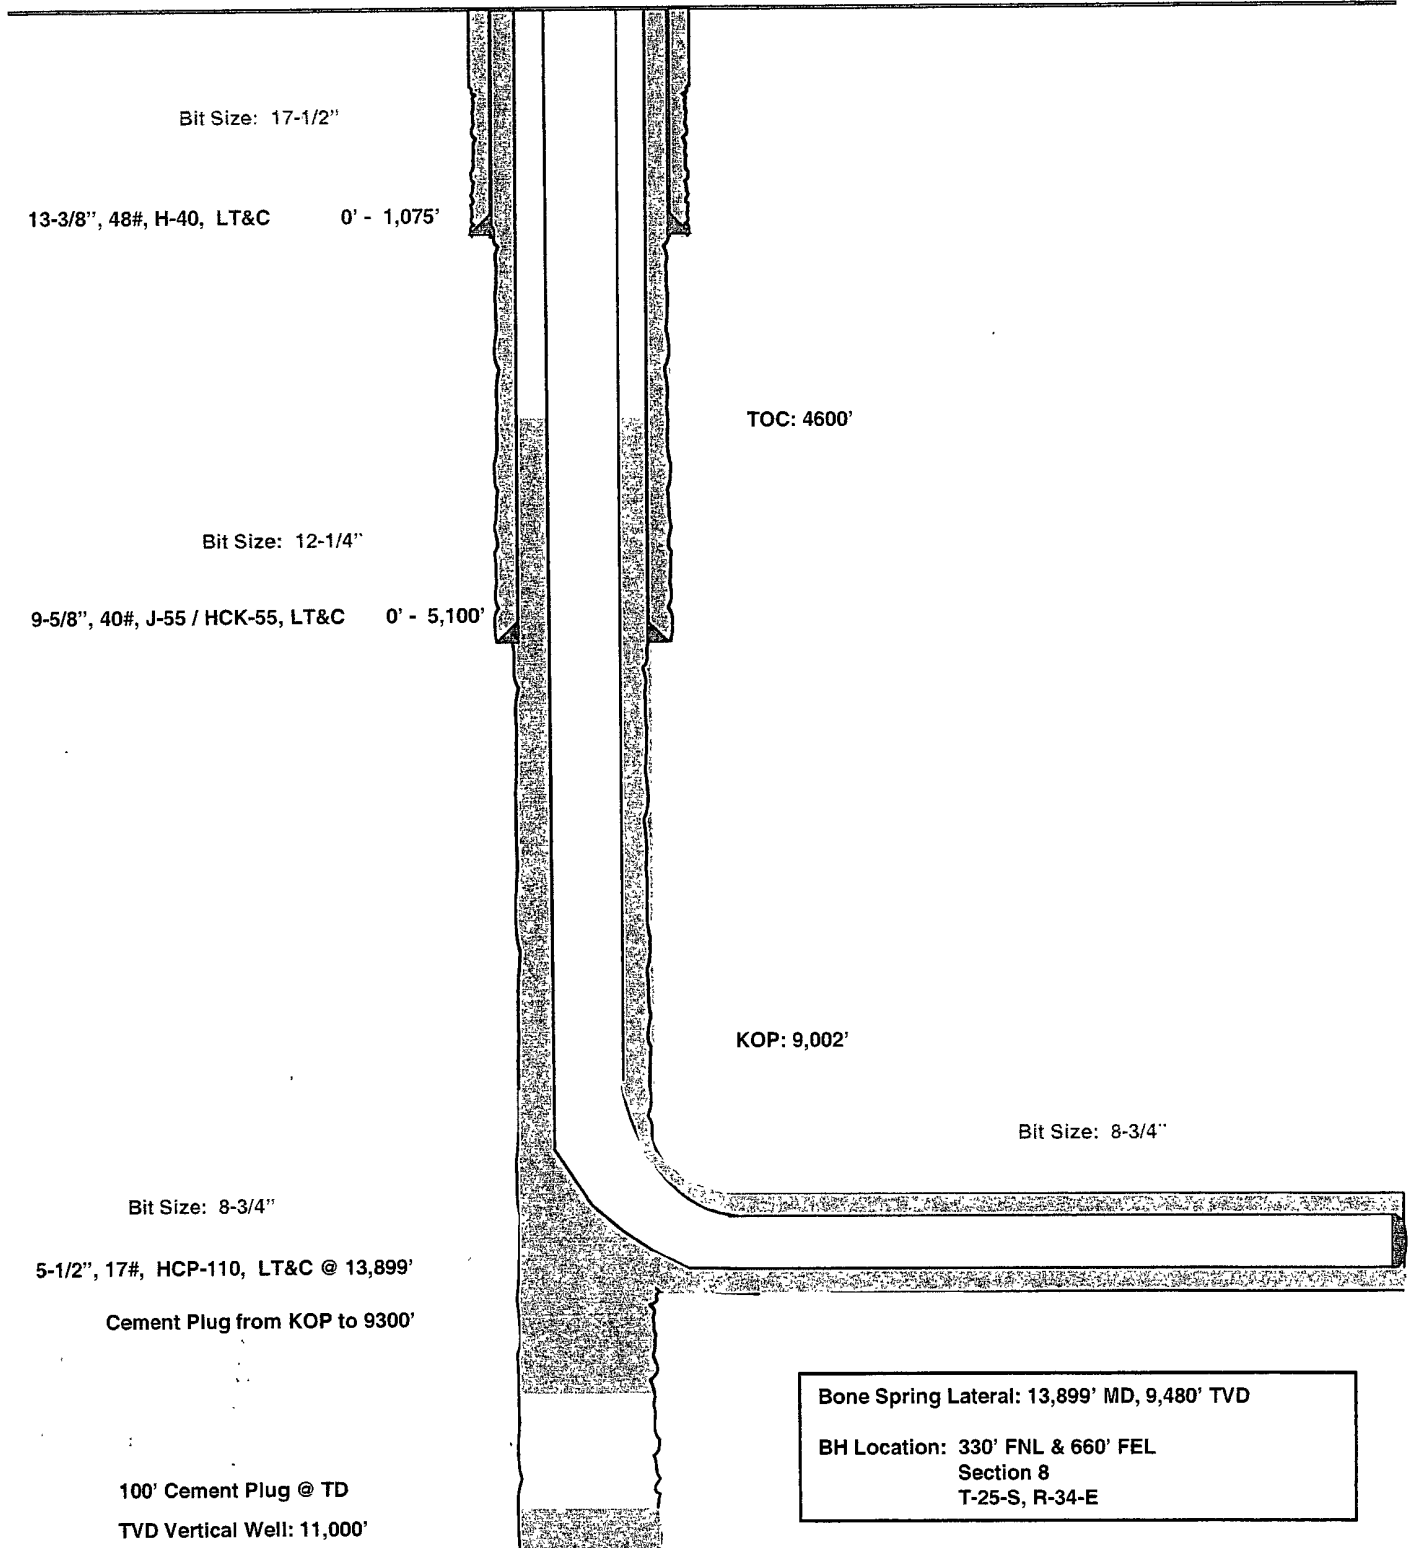 Bit Size: 17-1/2"
13-3/8", 48#, H-40, LT&C 0' - 1,075'
TOC: 4600'
Bit Size: 12-1/4"
9-5/8", 40#, J-55 / HCK-55, LT&C 0' - 5,100'
KOP: 9,002'
Bit Size: 8-3/4"
Bit Size: 8-3/4"
5-1/2", 17#, HCP-110, LT&C @ 13,899'
Cement Plug from KOP to 9300'
Bone Spring Lateral: 13,899' MD, 9,480' TVD
BH Location: 330' FNL & 660' FEL
Section 8
T-25-S, R-34-E
100' Cement Plug @ TD
TVD Vertical Well: 11,000'